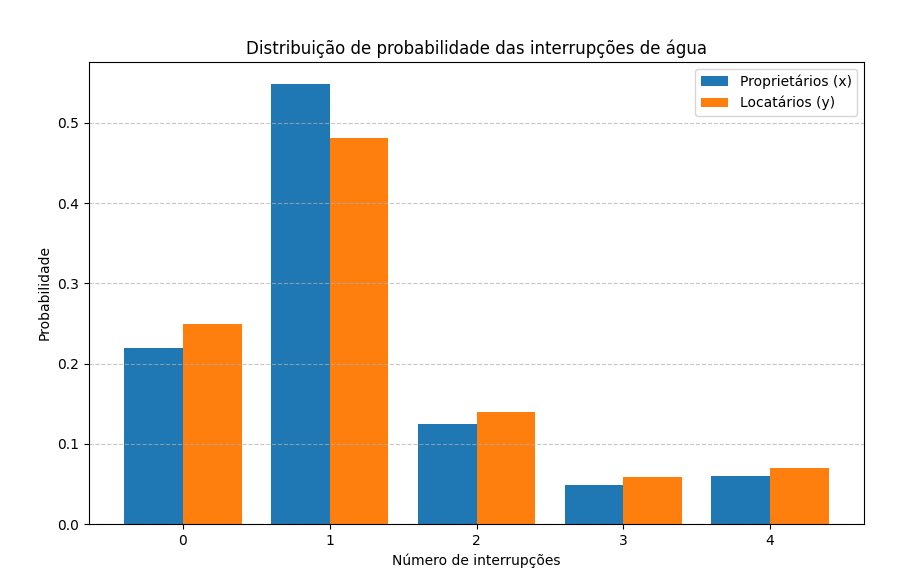 Distribuição de probabilidade das interrupções de água
Proprietários (x)
Locatários (y)
Probabilidade
0.5
0.4
0.3
0.2
0.1
0.0
0 1 2 3 4
Número de interrupções